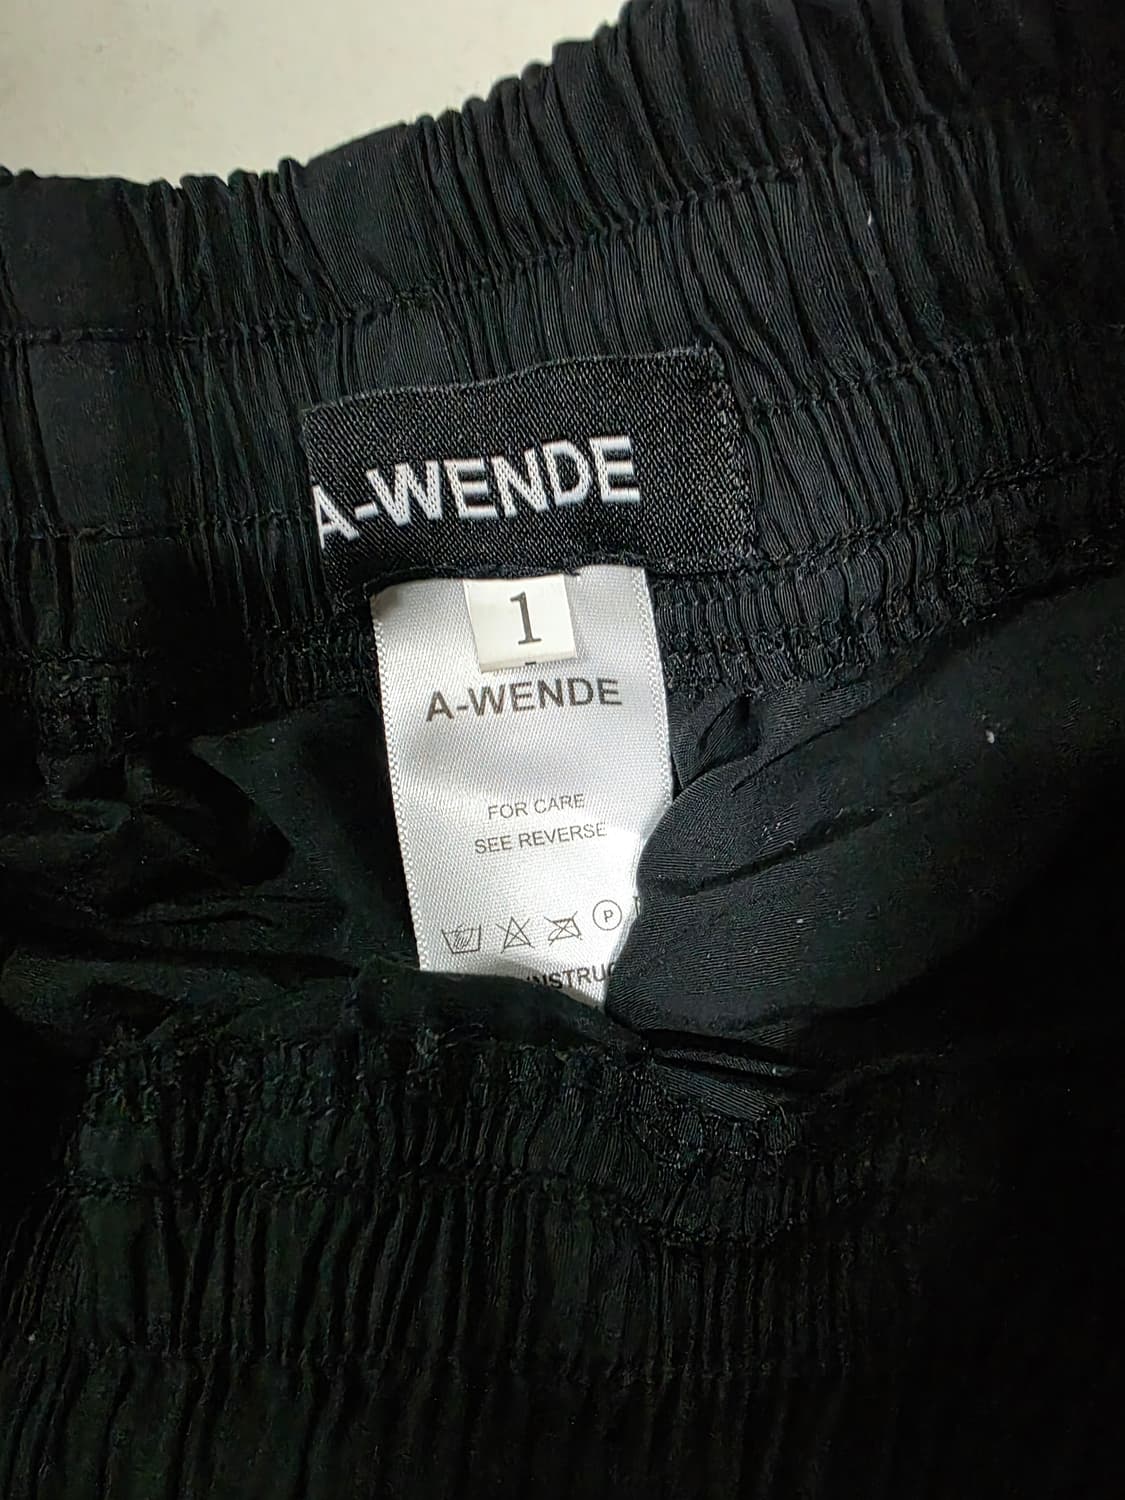 A-WENDE
1
A-WENDE
FOR CARE
SEE REVERSE
P